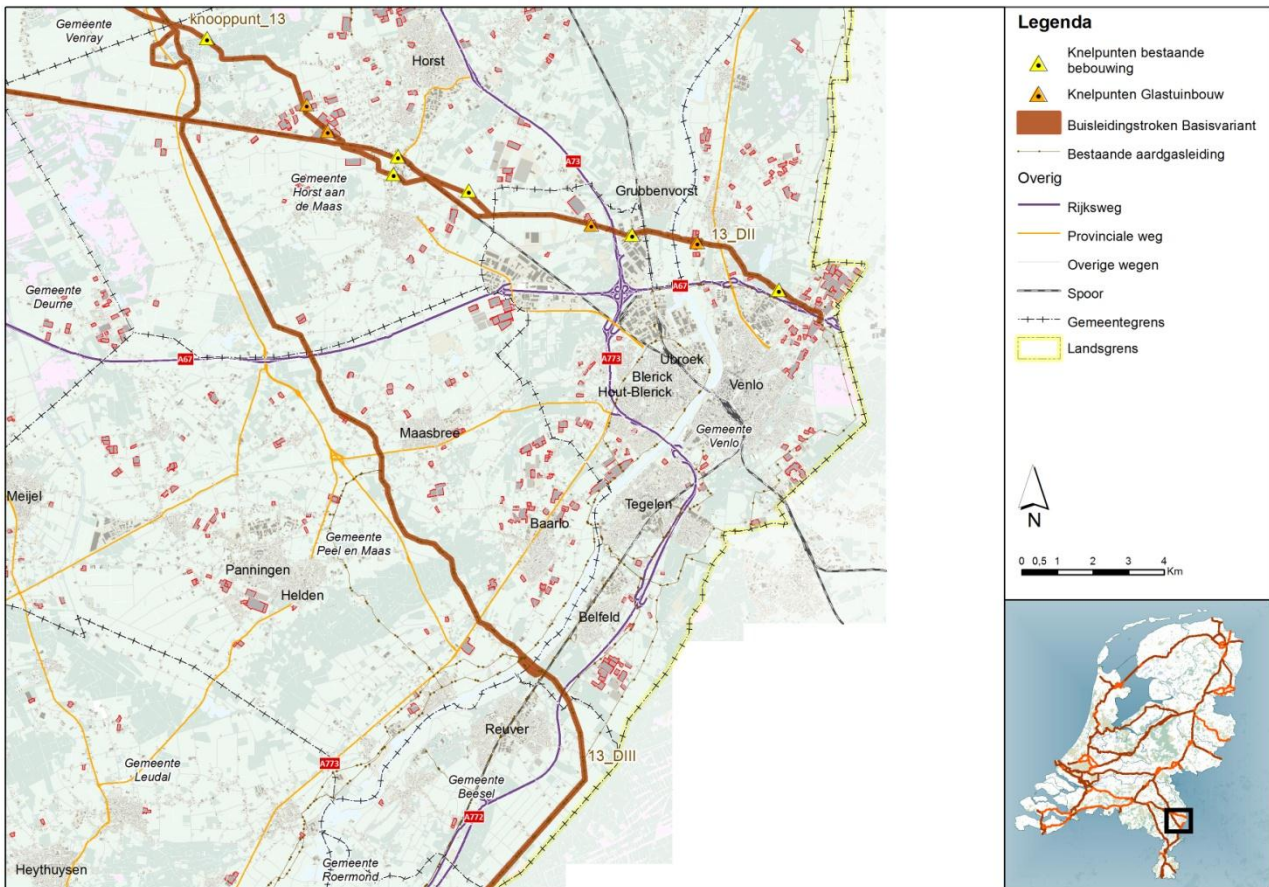 Gemeente
Venray
knooppunt_13
Horst
A73
Grubbenvorst
Gemeente
Horst aan
de Maas
13_DII
Gemeente
Deurne
A67
A67
A773
Ubroek
Blerick
Hout-Blerick
Venlo
Gemeente
Venlo
Maasbree
Meijel
Tegelen
Baarlo
Gemeente
Peel en Maas
Panningen
Helden
Belfeld
Reuver
13_DIII
A773
Gemeente
Leudal
Gemeente
Beesel
A772
Gemeente
Roermond
Heythuysen
Legenda
Knelpunten bestaande
bebouwing
Knelpunten Glastuinbouw
Buisleidingstroken Basisvariant
Bestaande aardgasleiding
Overig
Rijksweg
Provinciale weg
Overige wegen
Spoor
Gemeentegrens
Landsgrens
N
0 0,5 1 2 3 4
Km